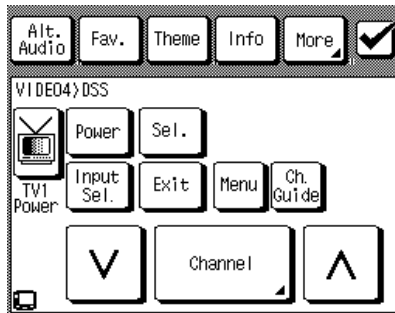 Alt. Audio
Fav.
Theme
Info
More
VIDEO4>DSS
Power
Sel.
TV1 Power
Input Sel.
Exit
Menu
Ch. Guide
Channel